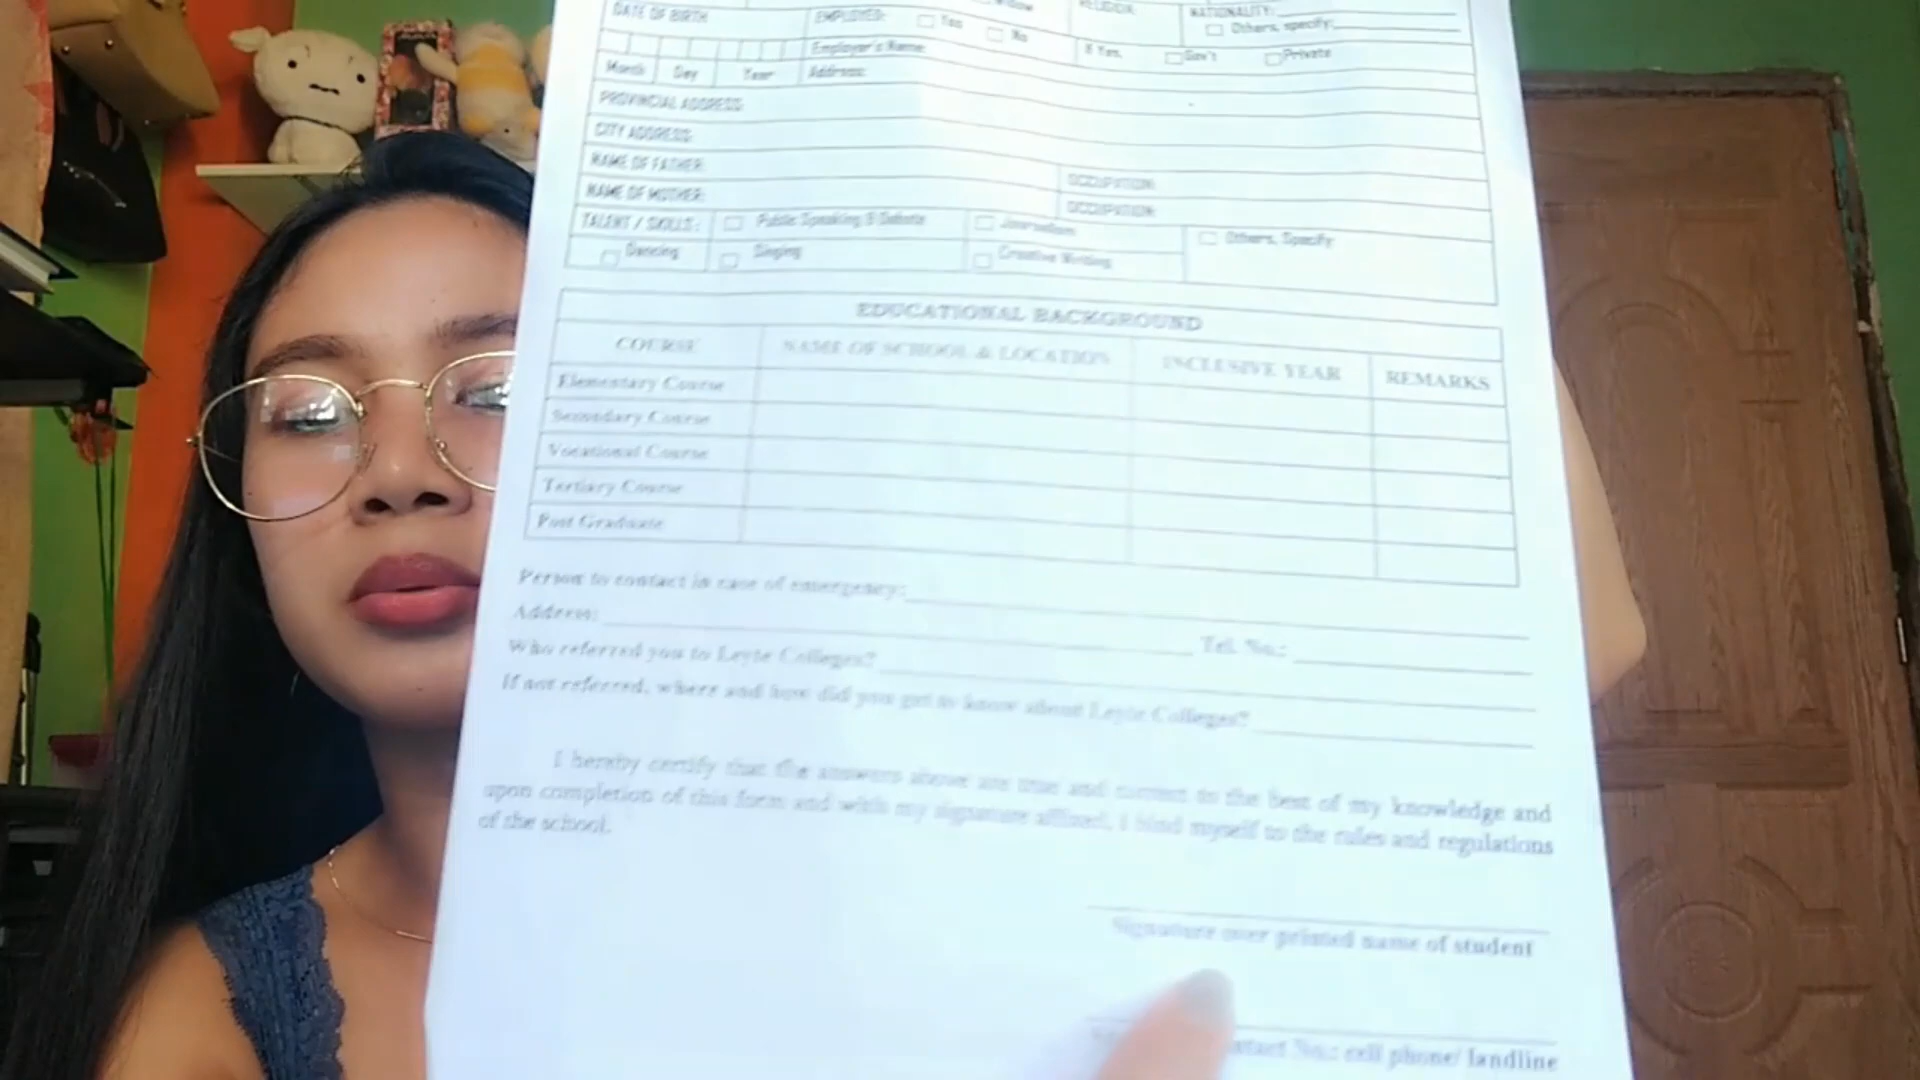 Widow RELIGION: NATIONALITY:
DATE OF BIRTH EMPLOYED: Yes No Others, specify:
Employer's Name: If Yes, Gov't Private
Month Day Year Address:
PROVINCIAL ADDRESS:
CITY ADDRESS:
NAME OF FATHER: OCCUPATION:
NAME OF MOTHER: OCCUPATION:
TALENT / SKILLS: Public Speaking & Debate Journalism Others, Specify:
Dancing Singing Creative Writing
EDUCATIONAL BACKGROUND
COURSE NAME OF SCHOOL & LOCATION INCLUSIVE YEAR REMARKS
Elementary Course
Secondary Course
Vocational Course
Tertiary Course
Post Graduate
Person to contact in case of emergency:
Address: Tel. No.:
Who referred you to Leyte Colleges?
If not referred, where and how did you get to know about Leyte Colleges?
I hereby certify that the answers above are true and correct to the best of my knowledge and
upon completion of this form and with my signature affixed, I bind myself to the rules and regulations
of the school.
Signature over printed name of student
No.: cell phone/ landline